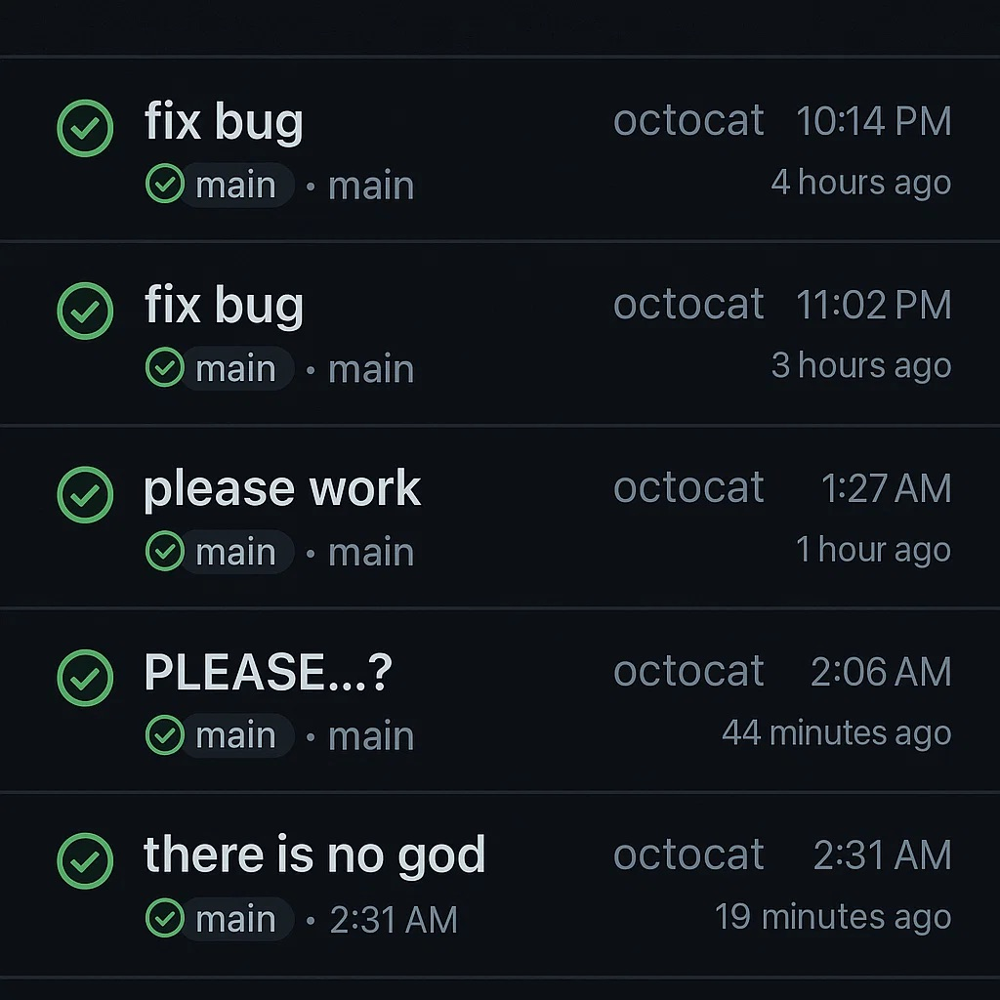 fix bug octocat 10:14 PM
main • main 4 hours ago
fix bug octocat 11:02 PM
main • main 3 hours ago
please work octocat 1:27 AM
main • main 1 hour ago
PLEASE...? octocat 2:06 AM
main • main 44 minutes ago
there is no god octocat 2:31 AM
main • 2:31 AM 19 minutes ago